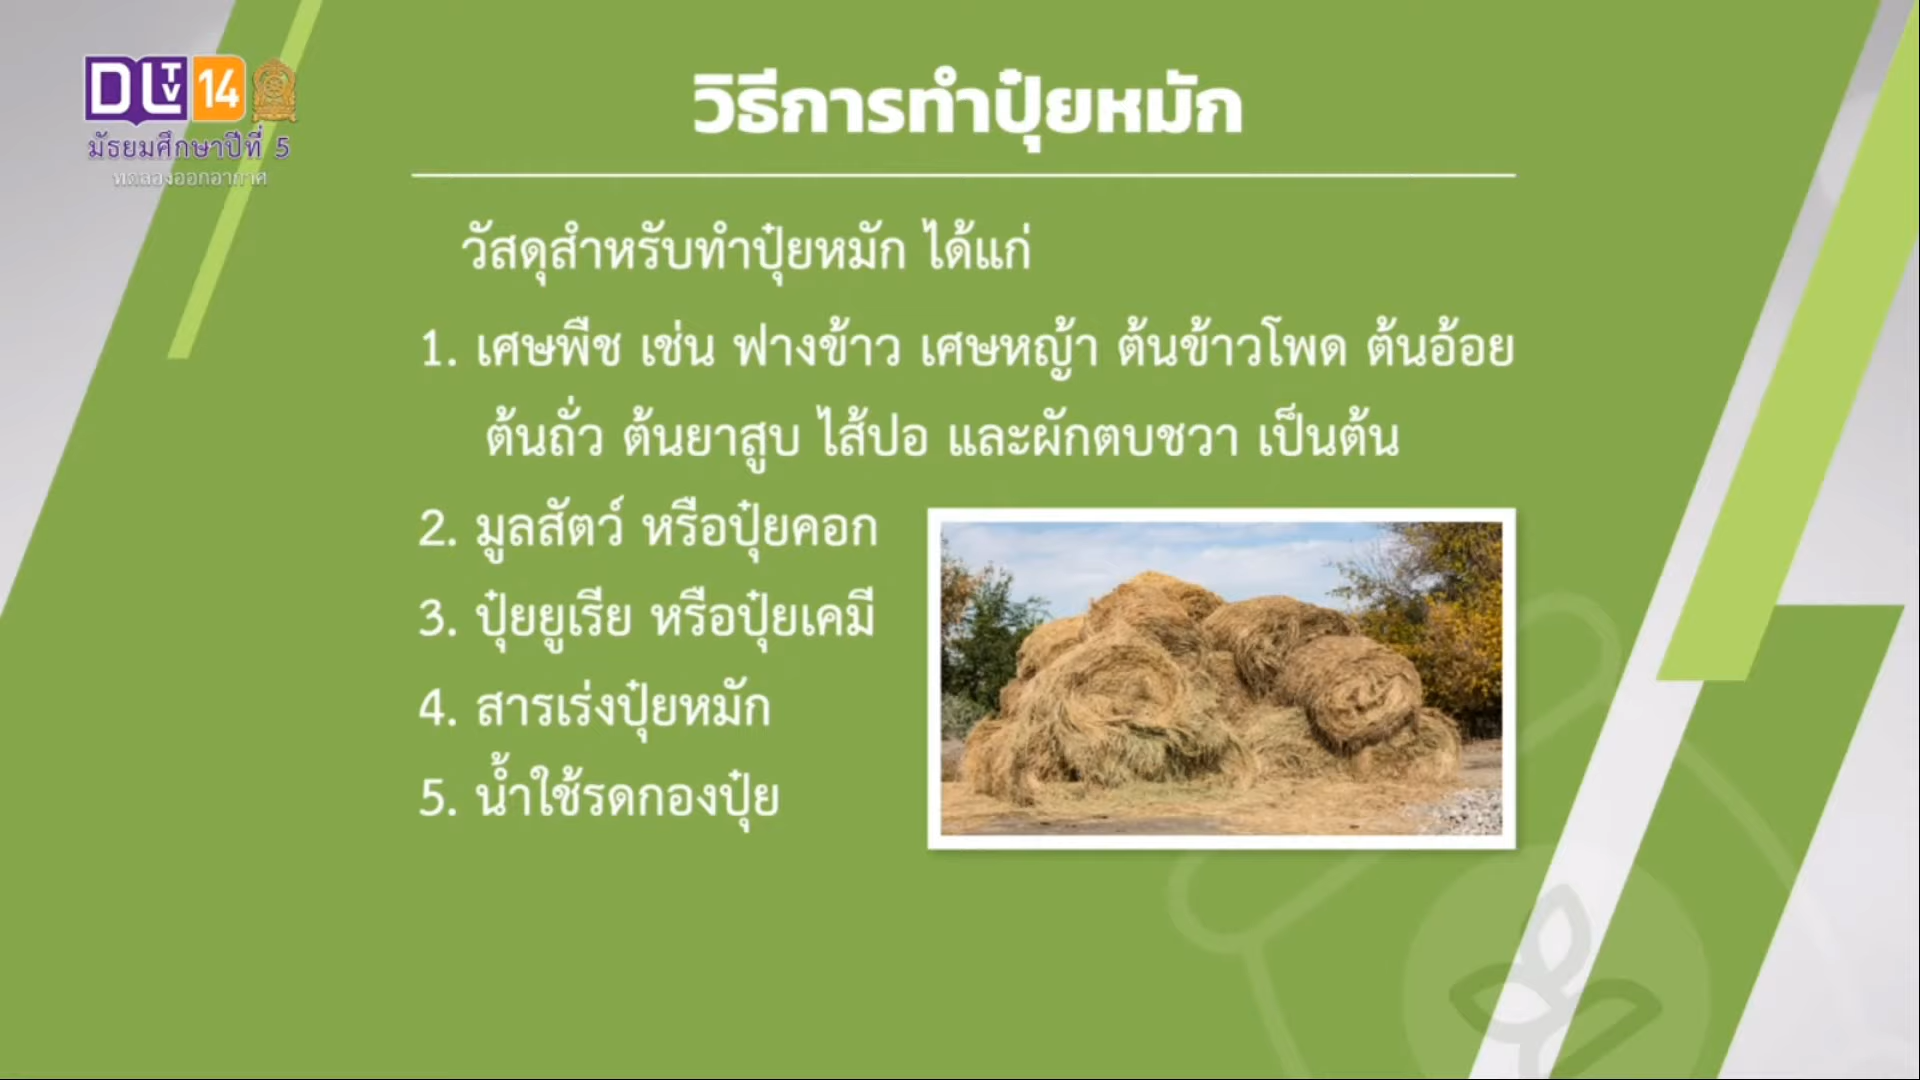 DLTV 14
มัธยมศึกษาปีที่ 5
ทดลองออกอากาศ
วิธีการทำปุ๋ยหมัก
วัสดุสำหรับทำปุ๋ยหมัก ได้แก่
1. เศษพืช เช่น ฟางข้าว เศษหญ้า ต้นข้าวโพด ต้นอ้อย
ต้นถั่ว ต้นยาสูบ ไส้ปอ และผักตบชวา เป็นต้น
2. มูลสัตว์ หรือปุ๋ยคอก
3. ปุ๋ยยูเรีย หรือปุ๋ยเคมี
4. สารเร่งปุ๋ยหมัก
5. น้ำใช้รดกองปุ๋ย